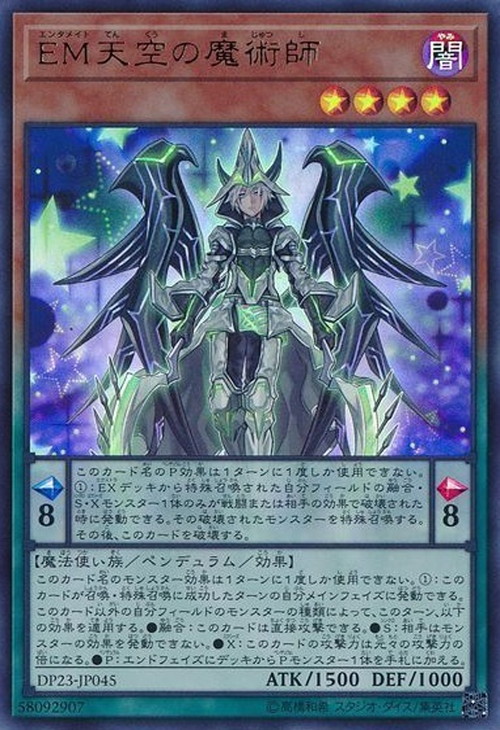 エンタメイト てん くう ま じゅつ し
EM天空の魔術師
やみ
闇
このカード名のP効果は1ターンに1度しか使用できない。
①:EXデッキから特殊召喚された自分フィールドの融合・
S・Xモンスター1体のみが戦闘または相手の効果で破壊された
時に発動できる。その破壊されたモンスターを特殊召喚する。
その後、このカードを破壊する。
8
8
【魔法使い族/ペンデュラム/効果】
このカード名のモンスター効果は1ターンに1度しか使用できない。①:この
カードが召喚・特殊召喚に成功したターンの自分メインフェイズに発動できる。
このカード以外の自分フィールドのモンスターの種類によって、このターン、以下
の効果を適用する。●融合:このカードは直接攻撃できる。●S:相手はモン
スターの効果を発動できない。●X:このカードの攻撃力は元々の攻撃力の
倍になる。●P:エンドフェイズにデッキからPモンスター1体を手札に加える。
DP23-JP045 ATK/1500 DEF/1000
58092907 ©高橋和希 スタジオ・ダイス/集英社